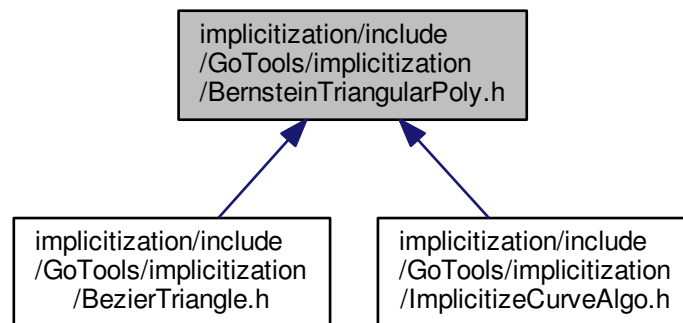 implicitization/include
/GoTools/implicitization
/BernsteinTriangularPoly.h
implicitization/include
/GoTools/implicitization
/BezierTriangle.h
implicitization/include
/GoTools/implicitization
/ImplicitizeCurveAlgo.h